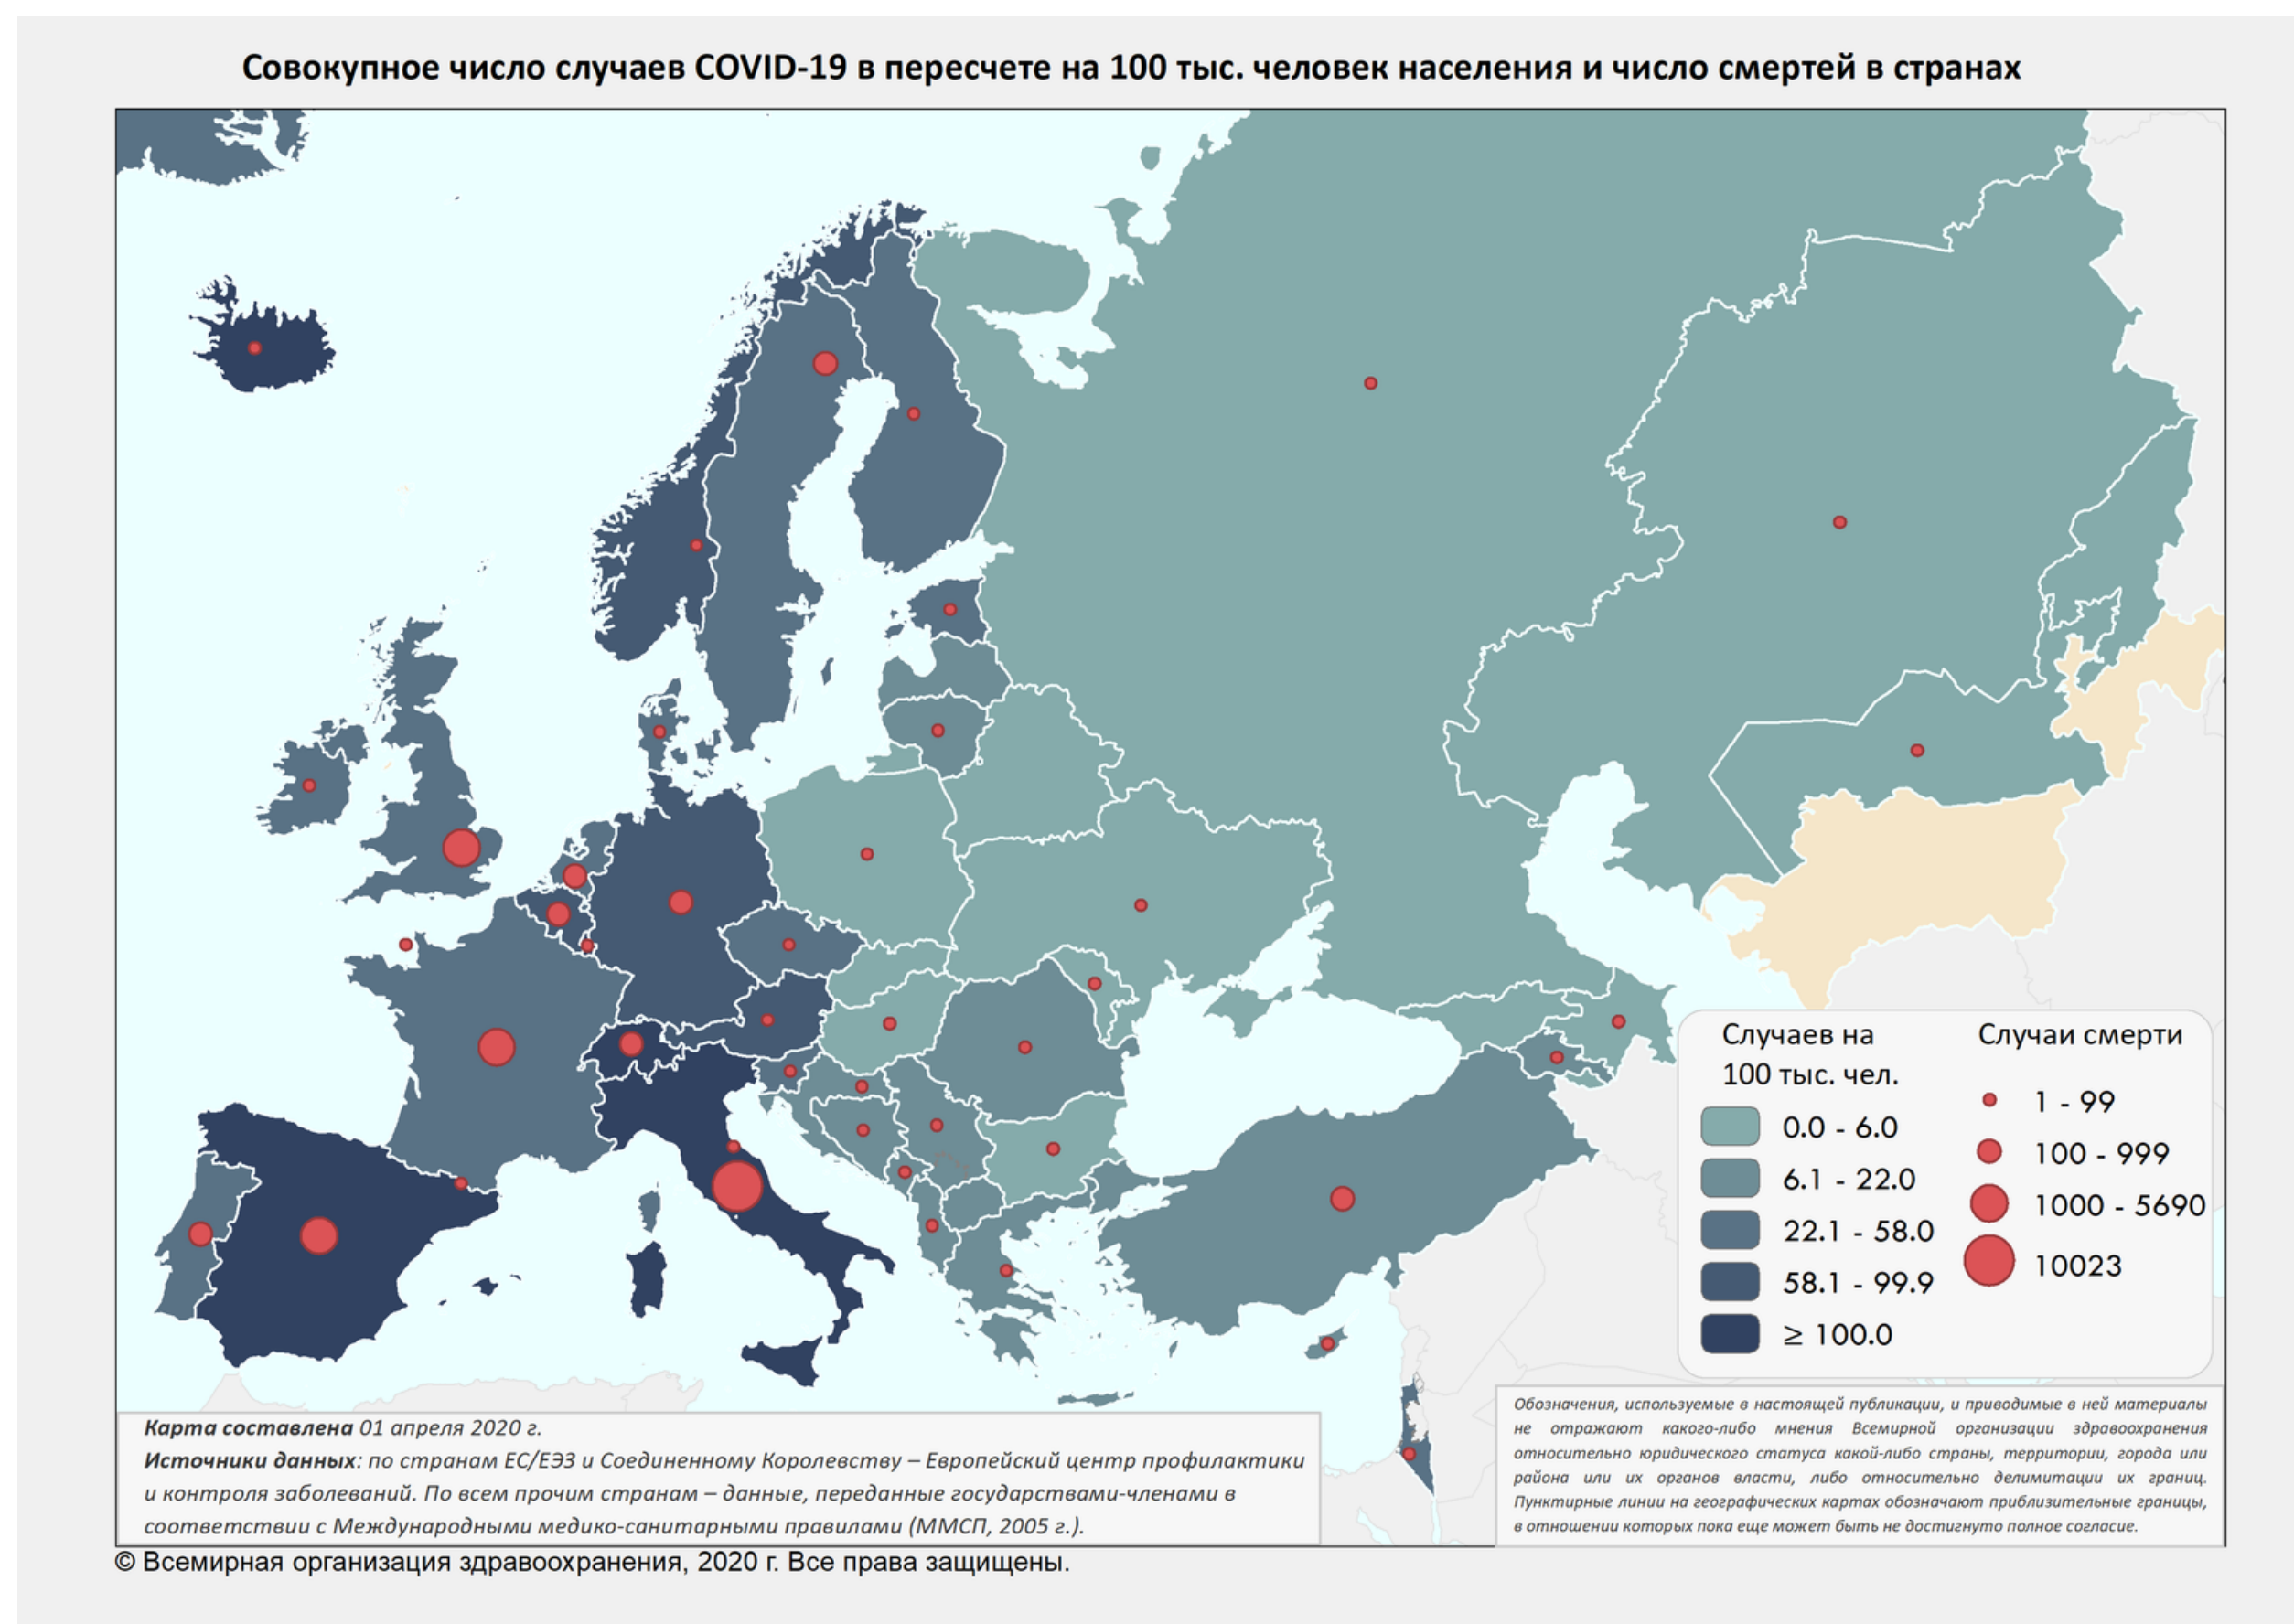 Совокупное число случаев COVID-19 в пересчете на 100 тыс. человек населения и число смертей в странах
Случаев на
100 тыс. чел.
0.0 - 6.0
6.1 - 22.0
22.1 - 58.0
58.1 - 99.9
≥ 100.0
Случаи смерти
1 - 99
100 - 999
1000 - 5690
10023
Карта составлена 01 апреля 2020 г.
Источники данных: по странам ЕС/ЕЭЗ и Соединенному Королевству – Европейский центр профилактики
и контроля заболеваний. По всем прочим странам – данные, переданные государствами-членами в
соответствии с Международными медико-санитарными правилами (ММСП, 2005 г.).
Обозначения, используемые в настоящей публикации, и приводимые в ней материалы
не отражают какого-либо мнения Всемирной организации здравоохранения
относительно юридического статуса какой-либо страны, территории, города или
района или их органов власти, либо относительно делимитации их границ.
Пунктирные линии на географических картах обозначают приблизительные границы,
в отношении которых пока еще может быть не достигнуто полное согласие.
© Всемирная организация здравоохранения, 2020 г. Все права защищены.